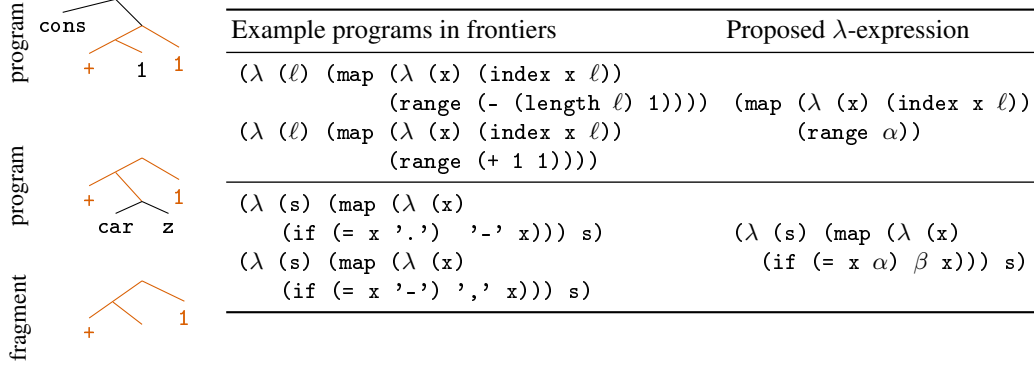 program
cons
+ 1 1
program
+ 1
car z
fragment
+ 1
Example programs in frontiers Proposed λ-expression
(λ (ℓ) (map (λ (x) (index x ℓ))
(range (- (length ℓ) 1)))) (map (λ (x) (index x ℓ))
(λ (ℓ) (map (λ (x) (index x ℓ)) (range α))
(range (+ 1 1))))
(λ (s) (map (λ (x)
(if (= x '.') '-' x))) s) (λ (s) (map (λ (x)
(λ (s) (map (λ (x) (if (= x α) β x))) s)
(if (= x '-') ',' x))) s)